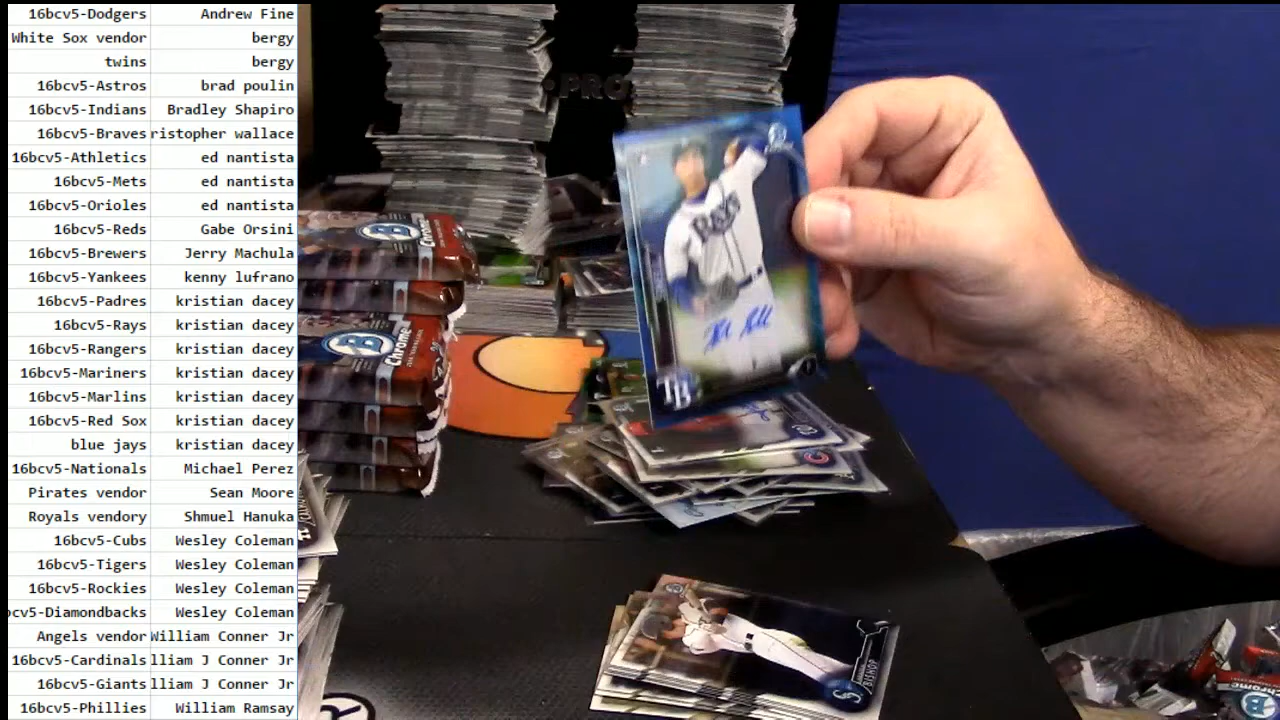 16bcv5-Dodgers Andrew Fine
White Sox vendor bergy
twins bergy
16bcv5-Astros brad poulin
16bcv5-Indians Bradley Shapiro
16bcv5-Braves ristopher wallace
16bcv5-Athletics ed nantista
16bcv5-Mets ed nantista
16bcv5-Orioles ed nantista
16bcv5-Reds Gabe Orsini
16bcv5-Brewers Jerry Machula
16bcv5-Yankees kenny lufrano
16bcv5-Padres kristian dacey
16bcv5-Rays kristian dacey
16bcv5-Rangers kristian dacey
16bcv5-Mariners kristian dacey
16bcv5-Marlins kristian dacey
16bcv5-Red Sox kristian dacey
blue jays kristian dacey
16bcv5-Nationals Michael Perez
Pirates vendor Sean Moore
Royals vendory Shmuel Hanuka
16bcv5-Cubs Wesley Coleman
16bcv5-Tigers Wesley Coleman
16bcv5-Rockies Wesley Coleman
bcv5-Diamondbacks Wesley Coleman
Angels vendor William Conner Jr
16bcv5-Cardinals lliam J Conner Jr
16bcv5-Giants lliam J Conner Jr
16bcv5-Phillies William Ramsay
PRO
B Chrome
B Chrome
Rays
TB
C
S BISHOP
B